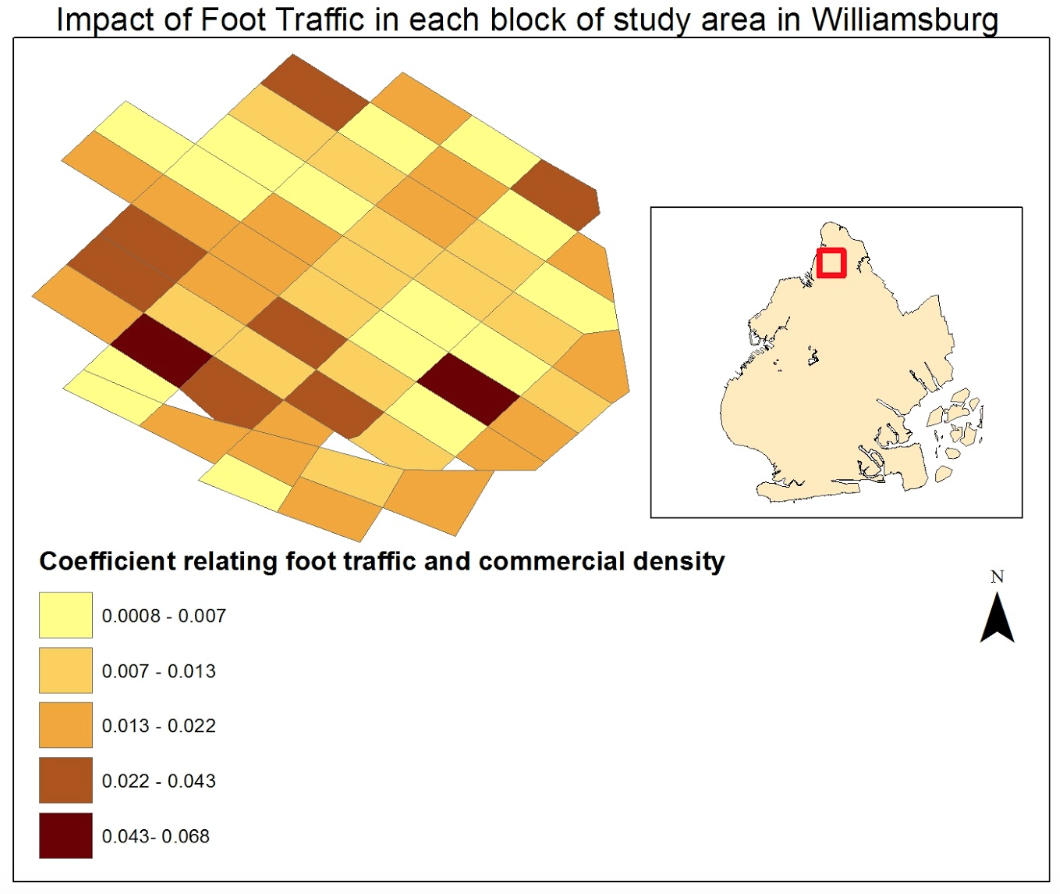 Impact of Foot Traffic in each block of study area in Williamsburg
Coefficient relating foot traffic and commercial density
0.0008 - 0.007
0.007 - 0.013
0.013 - 0.022
0.022 - 0.043
0.043- 0.068
N